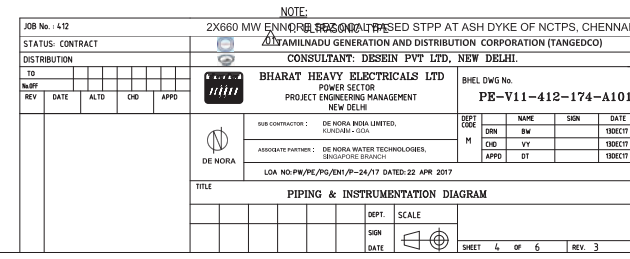 NOTE:
JOB No. : 412
2X660 MW ENNORE SEZ COAL BASED STPP AT ASH DYKE OF NCTPS, CHENNAI
01. ULTRASONIC TYPE
STATUS: CONTRACT
TAMILNADU GENERATION AND DISTRIBUTION CORPORATION (TANGEDCO)
DISTRIBUTION
CONSULTANT: DESEIN PVT LTD, NEW DELHI.
TO
No.OFF
REV DATE ALTD CHD APPD
BHARAT HEAVY ELECTRICALS LTD
POWER SECTOR
PROJECT ENGINEERING MANAGEMENT
NEW DELHI
BHEL DWG No.
PE-V11-412-174-A101
DE NORA
SUB CONTRACTOR : DE NORA INDIA LIMITED,
KUNDAIM - GOA
ASSOCIATE PARTNER : DE NORA WATER TECHNOLOGIES,
SINGAPORE BRANCH
DEPT CODE NAME SIGN DATE
M
DRN BW 13DEC17
CHD VY 13DEC17
APPD DT 13DEC17
LOA NO: PW/PE/PG/EN1/P-24/17 DATED: 22 APR 2017
TITLE
PIPING & INSTRUMENTATION DIAGRAM
DEPT. SCALE
SIGN
DATE
SHEET 4 OF 6 REV. 3